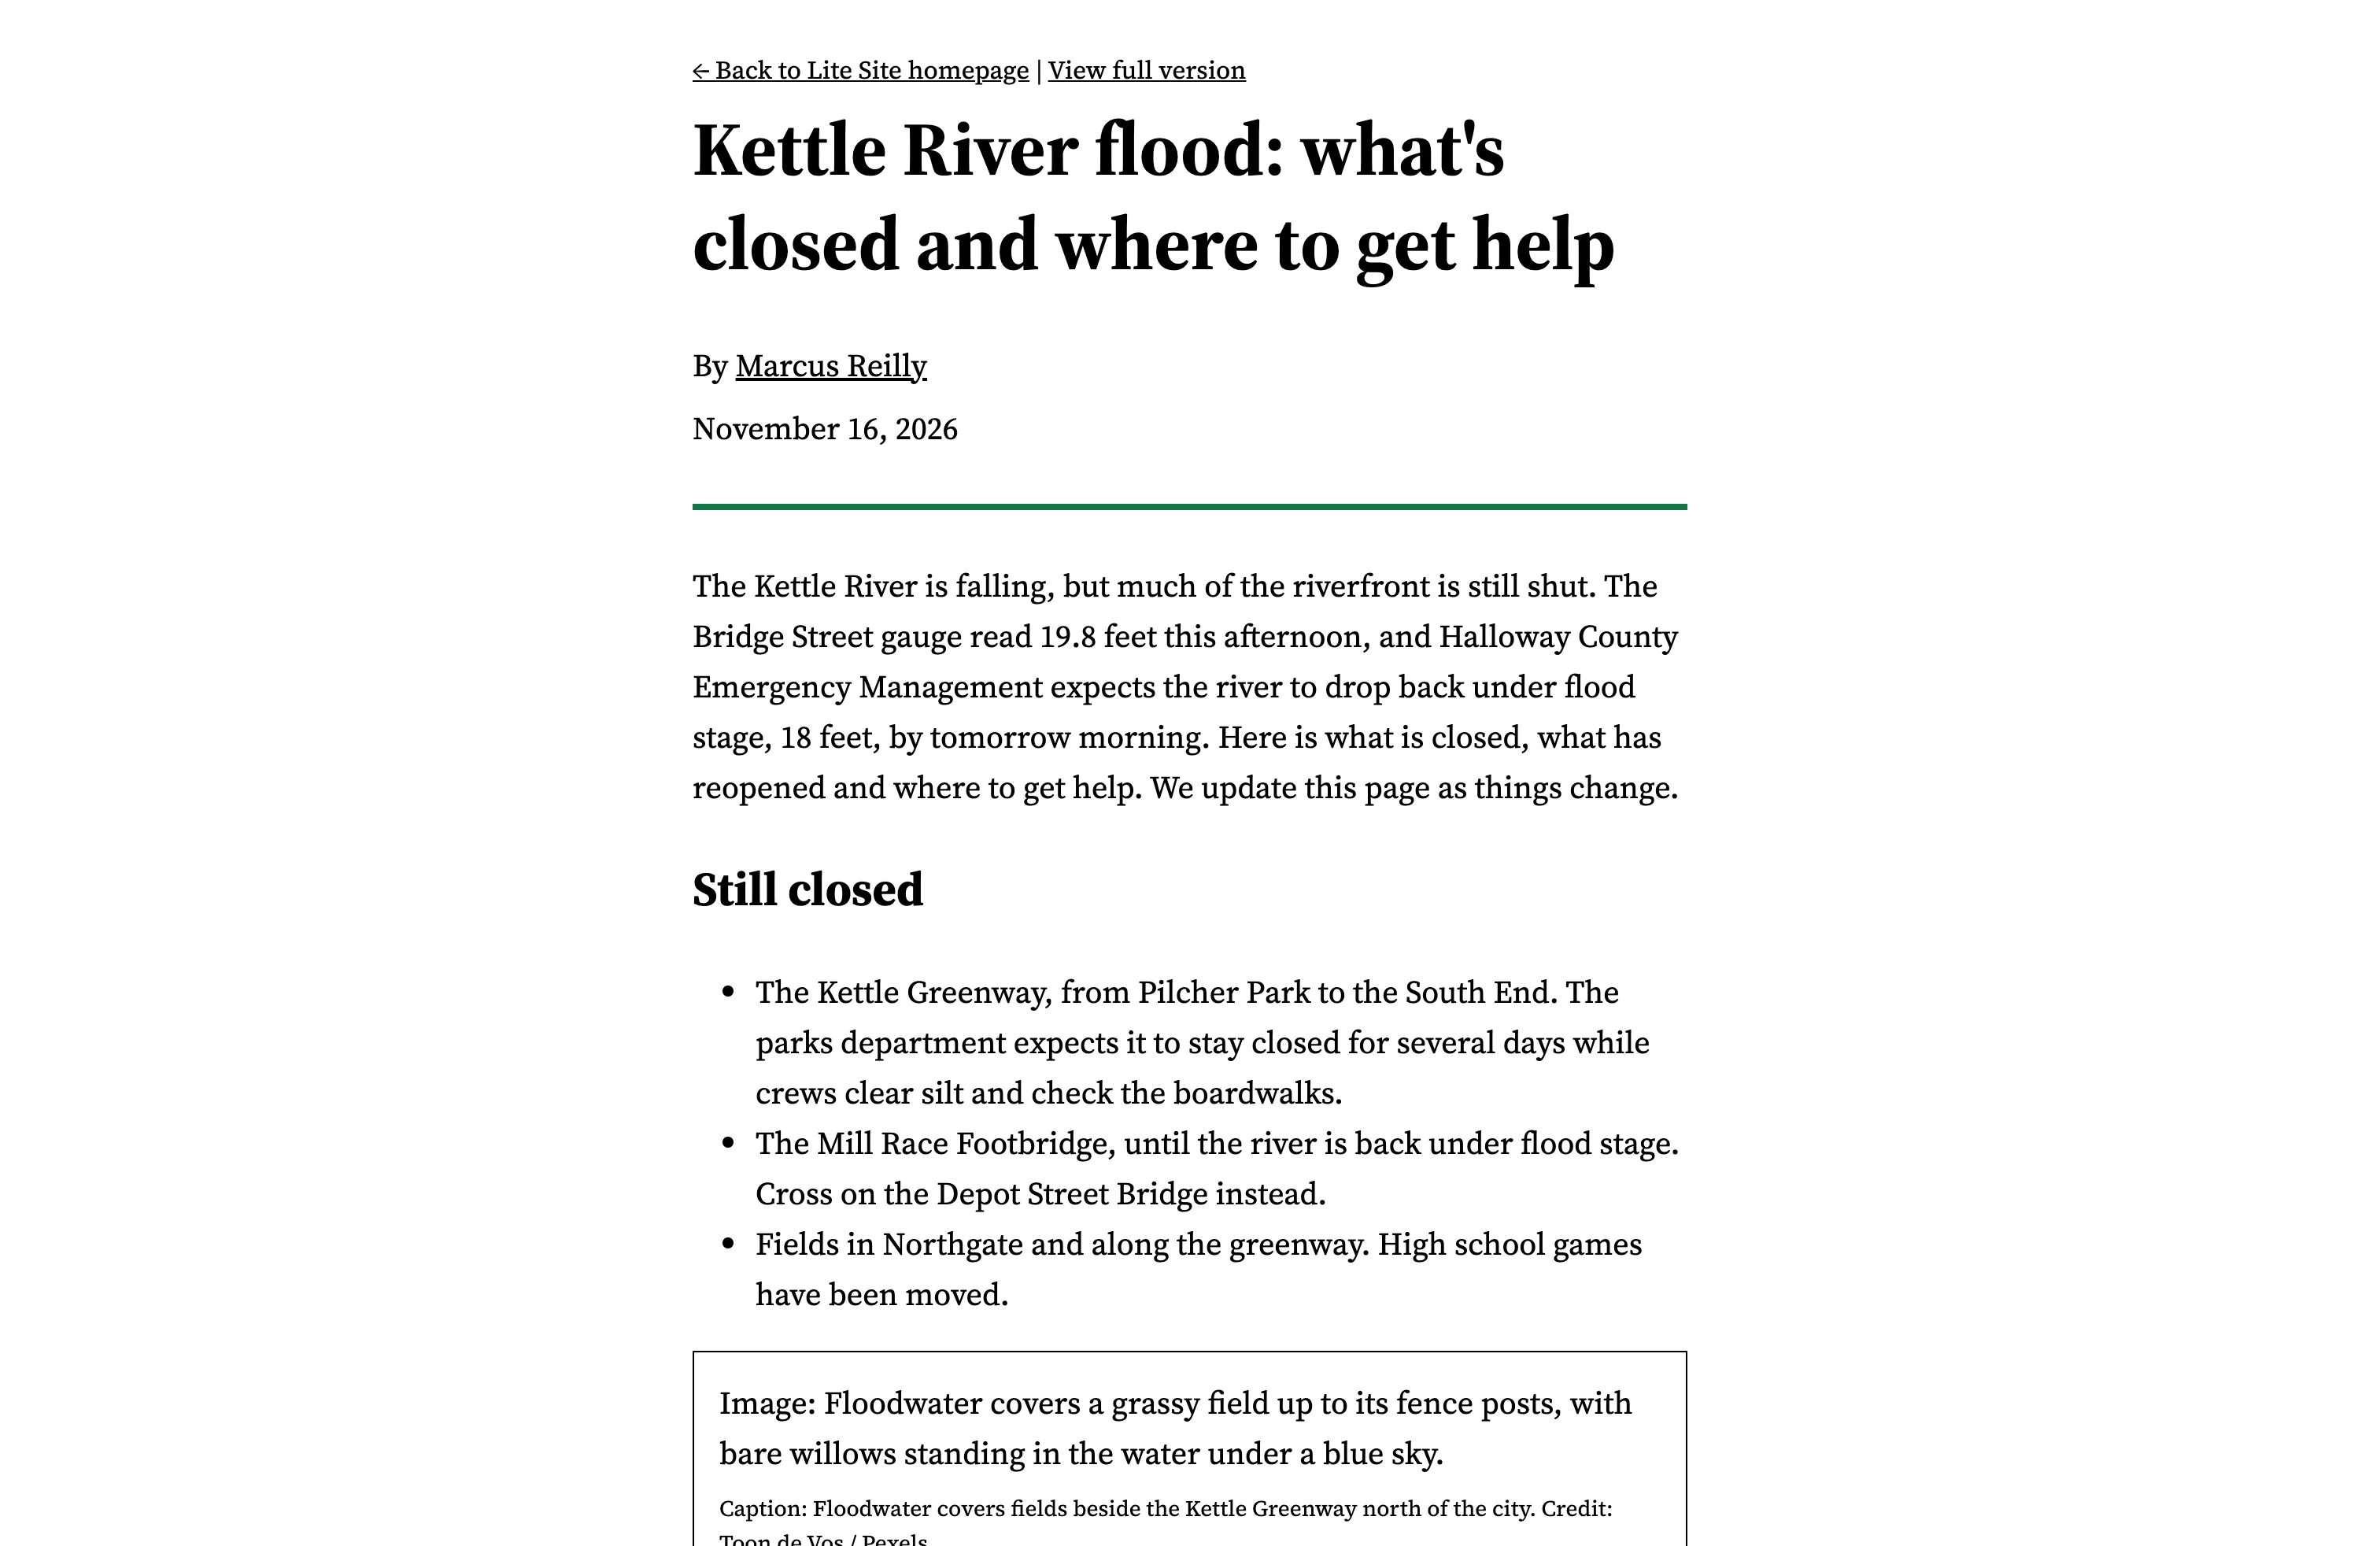 ← Back to Lite Site homepage | View full version
Kettle River flood: what's
closed and where to get help
By Marcus Reilly
November 16, 2026
The Kettle River is falling, but much of the riverfront is still shut. The
Bridge Street gauge read 19.8 feet this afternoon, and Halloway County
Emergency Management expects the river to drop back under flood
stage, 18 feet, by tomorrow morning. Here is what is closed, what has
reopened and where to get help. We update this page as things change.
Still closed
• The Kettle Greenway, from Pilcher Park to the South End. The
parks department expects it to stay closed for several days while
crews clear silt and check the boardwalks.
• The Mill Race Footbridge, until the river is back under flood stage.
Cross on the Depot Street Bridge instead.
• Fields in Northgate and along the greenway. High school games
have been moved.
Image: Floodwater covers a grassy field up to its fence posts, with
bare willows standing in the water under a blue sky.
Caption: Floodwater covers fields beside the Kettle Greenway north of the city. Credit:
Toon de Vos / Pexels